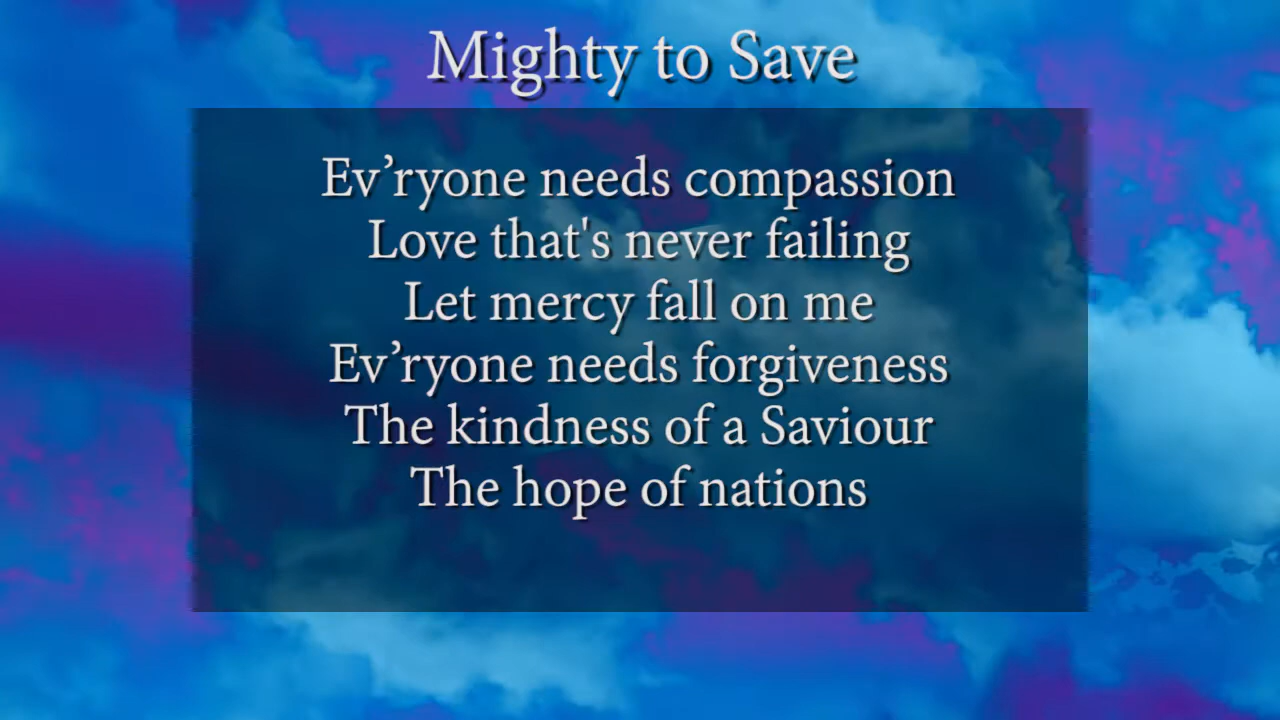 Mighty to Save
Ev’ryone needs compassion
Love that's never failing
Let mercy fall on me
Ev’ryone needs forgiveness
The kindness of a Saviour
The hope of nations